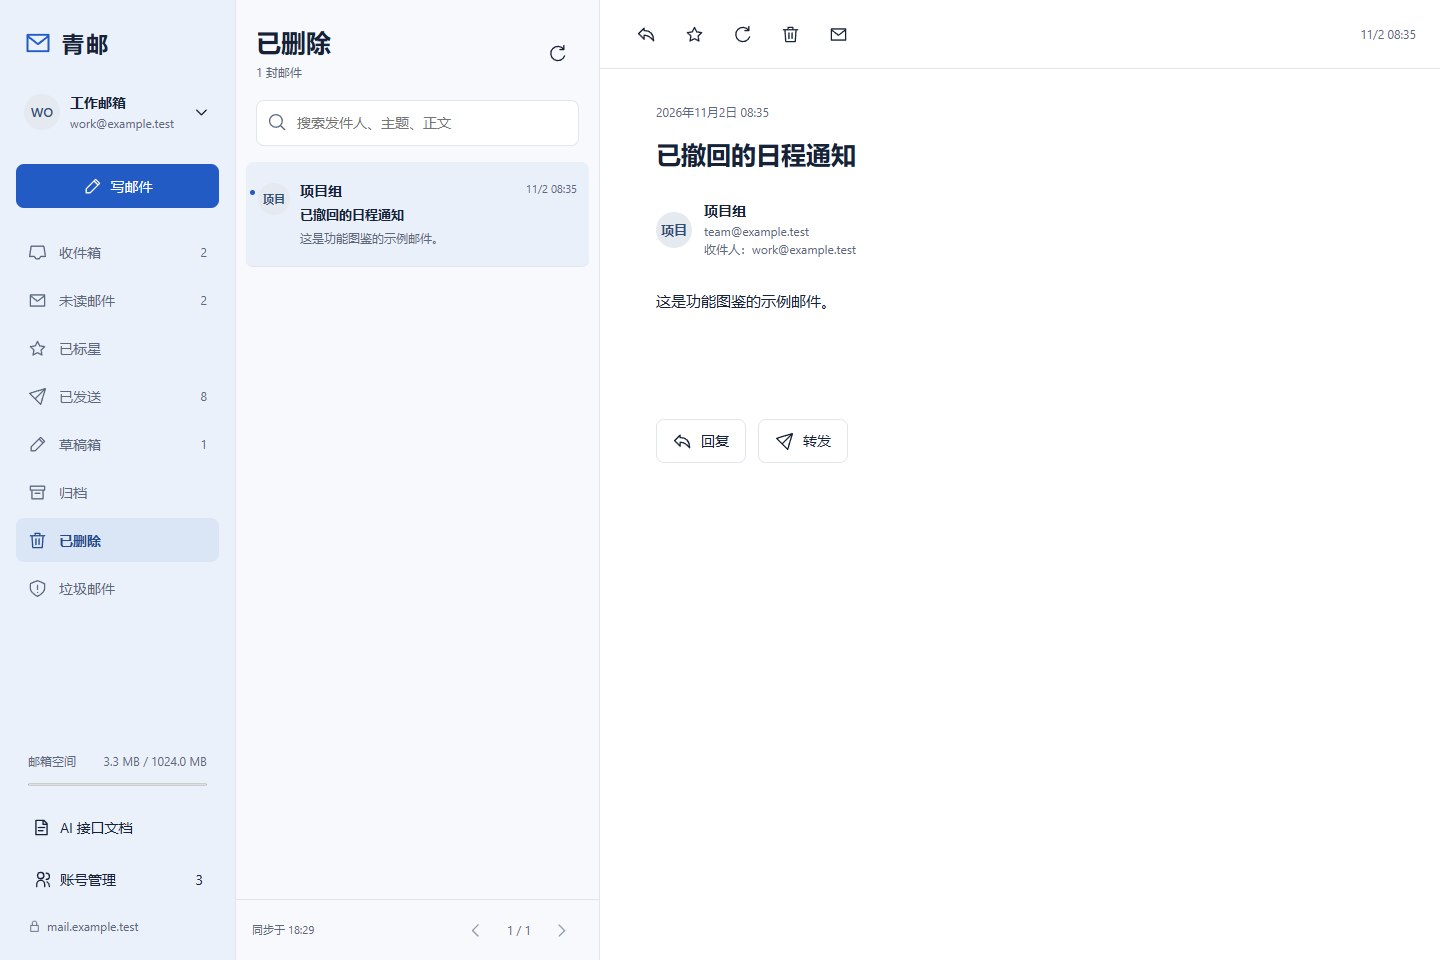 青邮
WO
工作邮箱
work@example.test
写邮件
收件箱 2
未读邮件 2
已标星
已发送 8
草稿箱 1
归档
已删除
垃圾邮件
邮箱空间 3.3 MB / 1024.0 MB
AI 接口文档
账号管理 3
mail.example.test
已删除
1 封邮件
搜索发件人、主题、正文
项目
项目组 11/2 08:35
已撤回的日程通知
这是功能图鉴的示例邮件。
同步于 18:29
1 / 1
11/2 08:35
2026年11月2日 08:35
已撤回的日程通知
项目
项目组
team@example.test
收件人：work@example.test
这是功能图鉴的示例邮件。
回复
转发